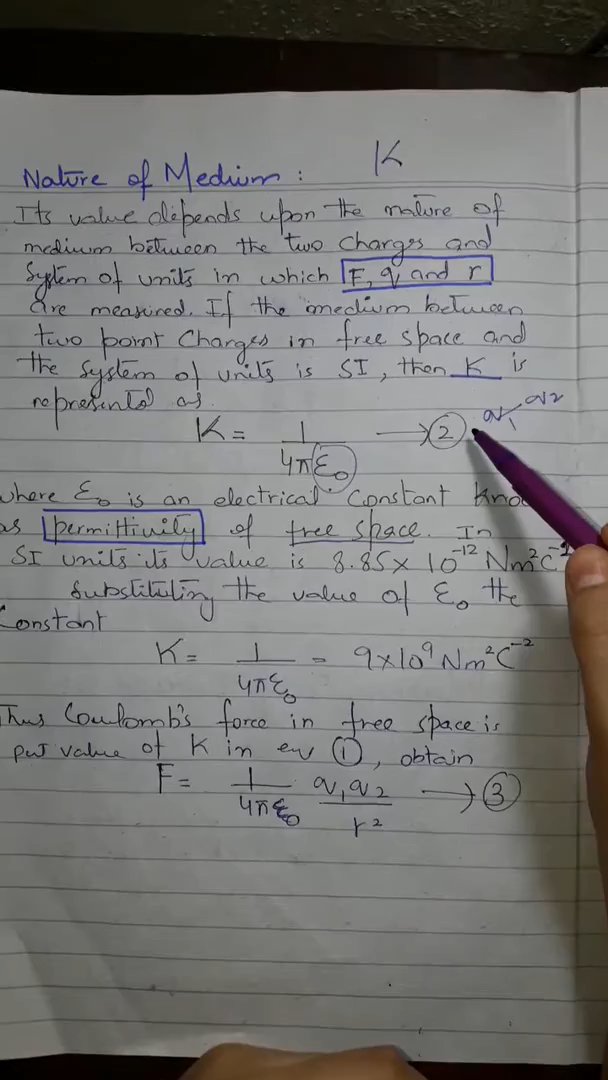 K
Nature of Medium:
Its value depends upon the nature of
medium between the two Charges and
System of units in which F, q and r
are measured. If the medium between
two point Charges in free space and
the System of units is SI, then K is
represented as.
K = 1/4πε₀ → ②
q₁ q₂
where ε₀ is an electrical Constant
as permittivity of free space. In
SI units its value is 8.85 × 10⁻¹² Nm²C⁻²
Substituting the value of ε₀ the
Constant
K = 1/4πε₀ = 9×10⁹ Nm²C⁻²
Thus Coulomb's force in free space is
put value of K in eq ①, obtain
F = 1/4πε₀ q₁q₂/r² → ③